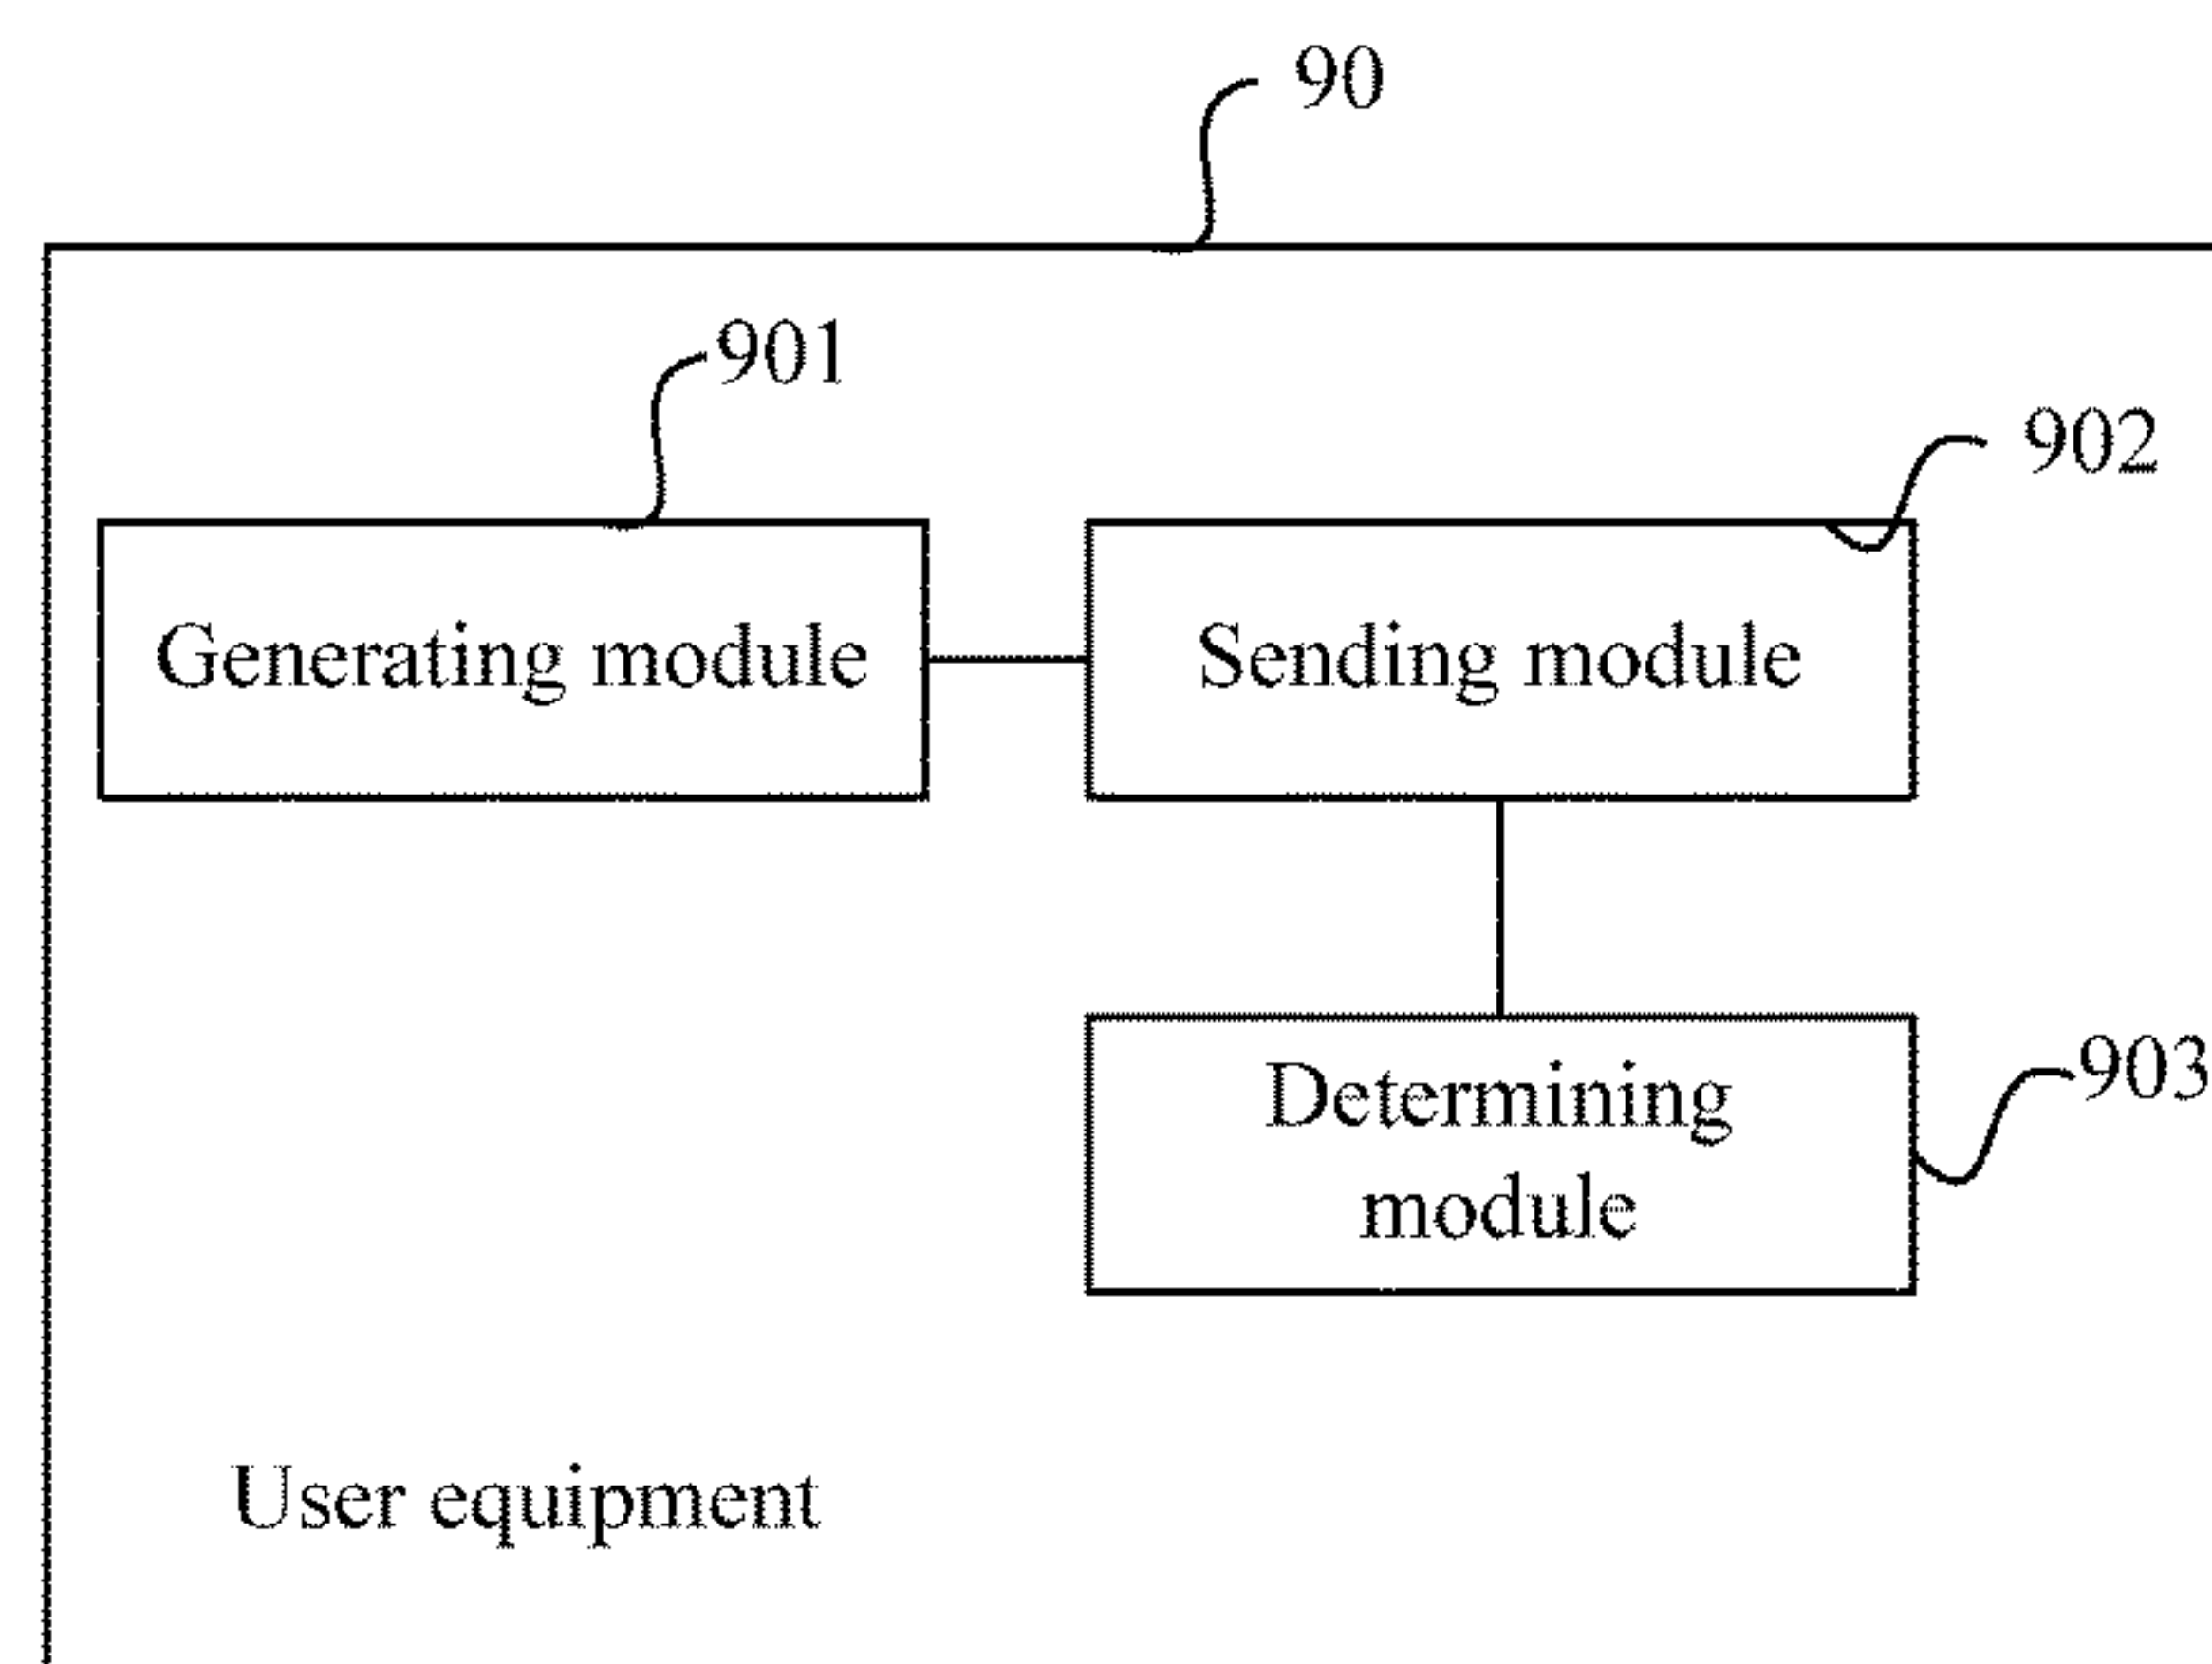 90
901
902
Generating module
Sending module
Determining
module
903
User equipment